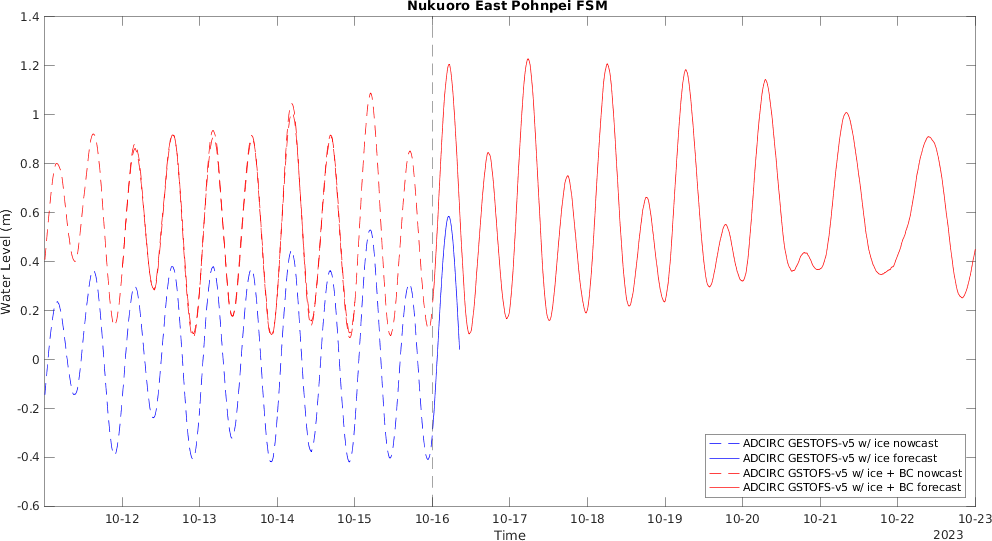 Nukuoro East Pohnpei FSM
1.4
1.2
1
0.8
0.6
0.4
0.2
0
-0.2
-0.4
-0.6
Water Level (m)
ADCIRC GESTOFS-v5 w/ ice nowcast
ADCIRC GESTOFS-v5 w/ ice forecast
ADCIRC GSTOFS-v5 w/ ice + BC nowcast
ADCIRC GSTOFS-v5 w/ ice + BC forecast
10-12 10-13 10-14 10-15 10-16 10-17 10-18 10-19 10-20 10-21 10-22 10-23
Time
2023